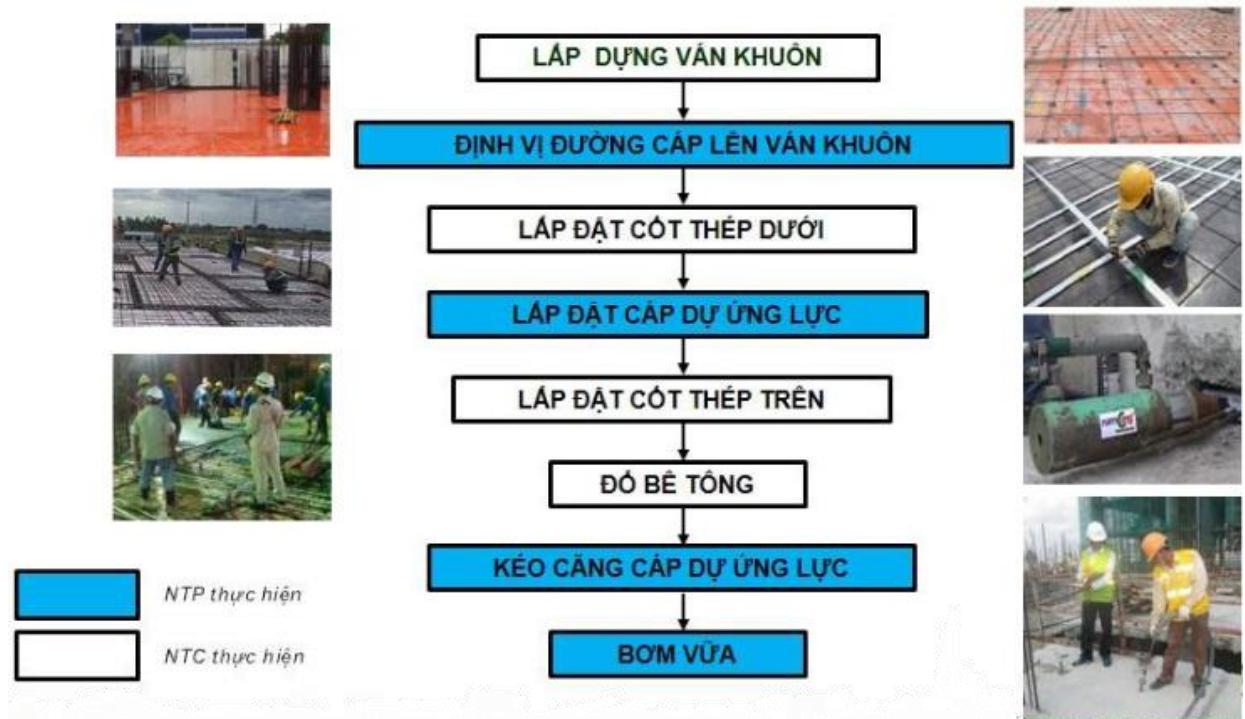 LẮP DỰNG VÁN KHUÔN
ĐỊNH VỊ ĐƯỜNG CÁP LÊN VÁN KHUÔN
LẮP ĐẶT CỐT THÉP DƯỚI
LẮP ĐẶT CÁP DỰ ỨNG LỰC
LẮP ĐẶT CỐT THÉP TRÊN
ĐỔ BÊ TÔNG
KÉO CĂNG CÁP DỰ ỨNG LỰC
BƠM VỮA
NTP thực hiện
NTC thực hiện